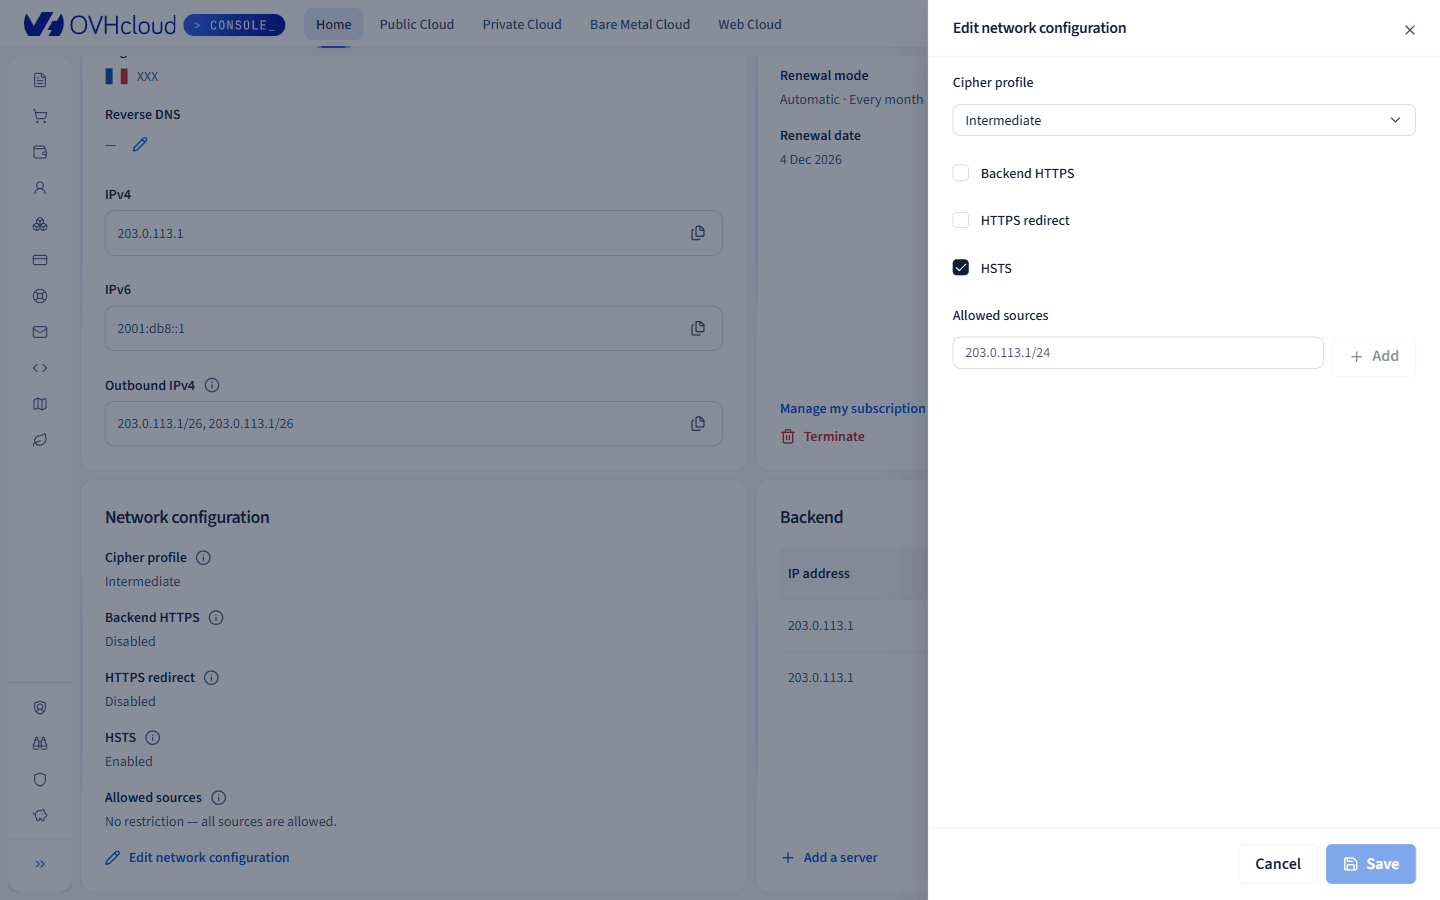 OVHcloud
> CONSOLE_
Home
Public Cloud
Private Cloud
Bare Metal Cloud
Web Cloud
XXX
Reverse DNS
—
IPv4
203.0.113.1
IPv6
2001:db8::1
Outbound IPv4
203.0.113.1/26, 203.0.113.1/26
Renewal mode
Automatic · Every month
Renewal date
4 Dec 2026
Manage my subscription
Terminate
Network configuration
Cipher profile
Intermediate
Backend HTTPS
Disabled
HTTPS redirect
Disabled
HSTS
Enabled
Allowed sources
No restriction — all sources are allowed.
Edit network configuration
Backend
IP address
203.0.113.1
203.0.113.1
Add a server
Edit network configuration
Cipher profile
Intermediate
Backend HTTPS
HTTPS redirect
HSTS
Allowed sources
203.0.113.1/24
Add
Cancel
Save